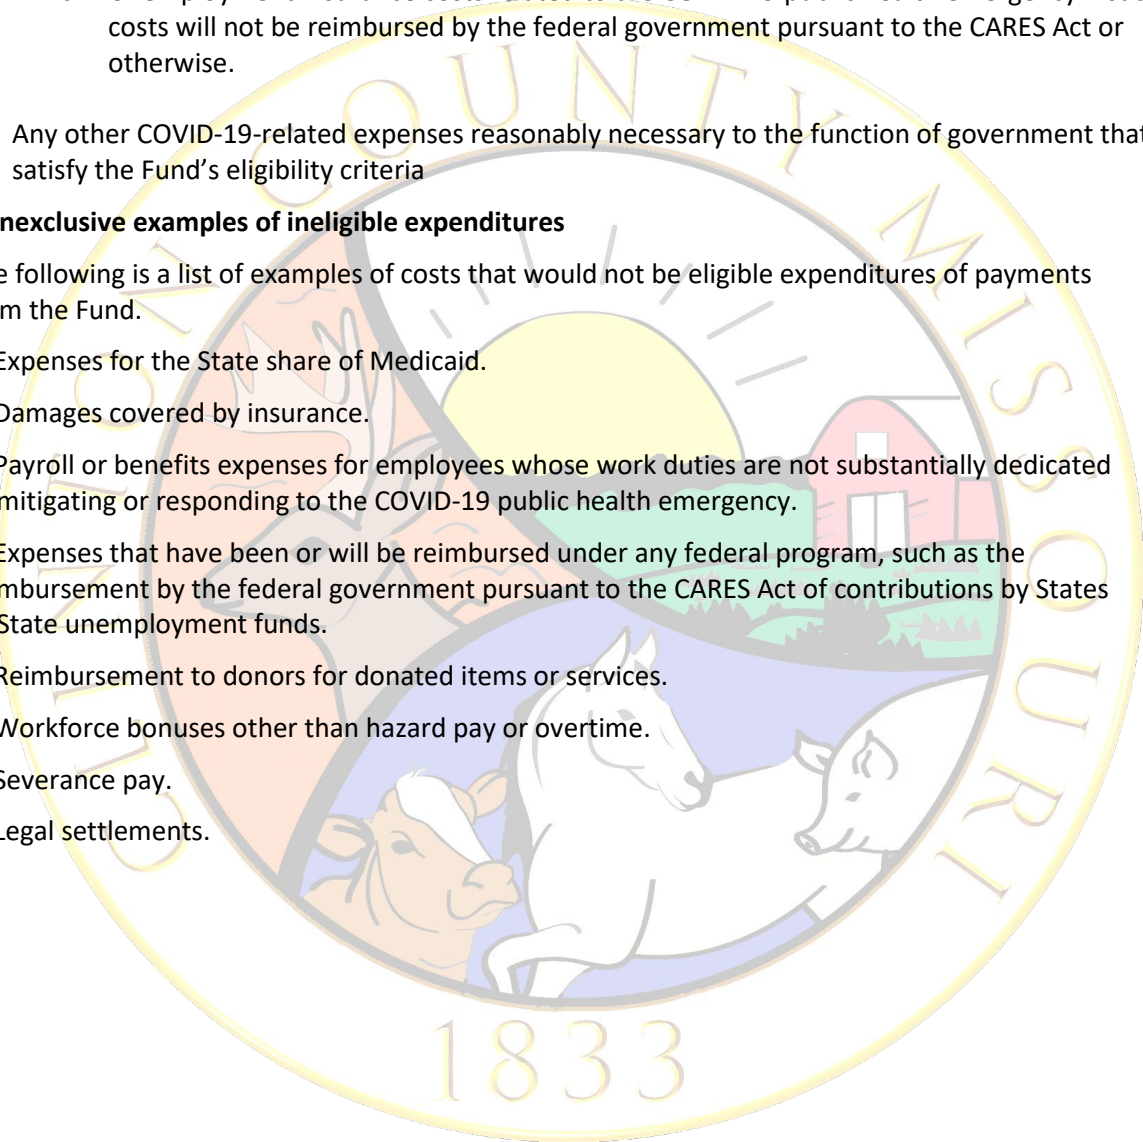 costs will not be reimbursed by the federal government pursuant to the CARES Act or
otherwise.
Any other COVID-19-related expenses reasonably necessary to the function of government that
satisfy the Fund's eligibility criteria
nexclusive examples of ineligible expenditures
e following is a list of examples of costs that would not be eligible expenditures of payments
m the Fund.
Expenses for the State share of Medicaid.
Damages covered by insurance.
Payroll or benefits expenses for employees whose work duties are not substantially dedicated
mitigating or responding to the COVID-19 public health emergency.
Expenses that have been or will be reimbursed under any federal program, such as the
mbursement by the federal government pursuant to the CARES Act of contributions by States
State unemployment funds.
Reimbursement to donors for donated items or services.
Workforce bonuses other than hazard pay or overtime.
Severance pay.
Legal settlements.
CLINTON COUNTY MISSOURI
1833